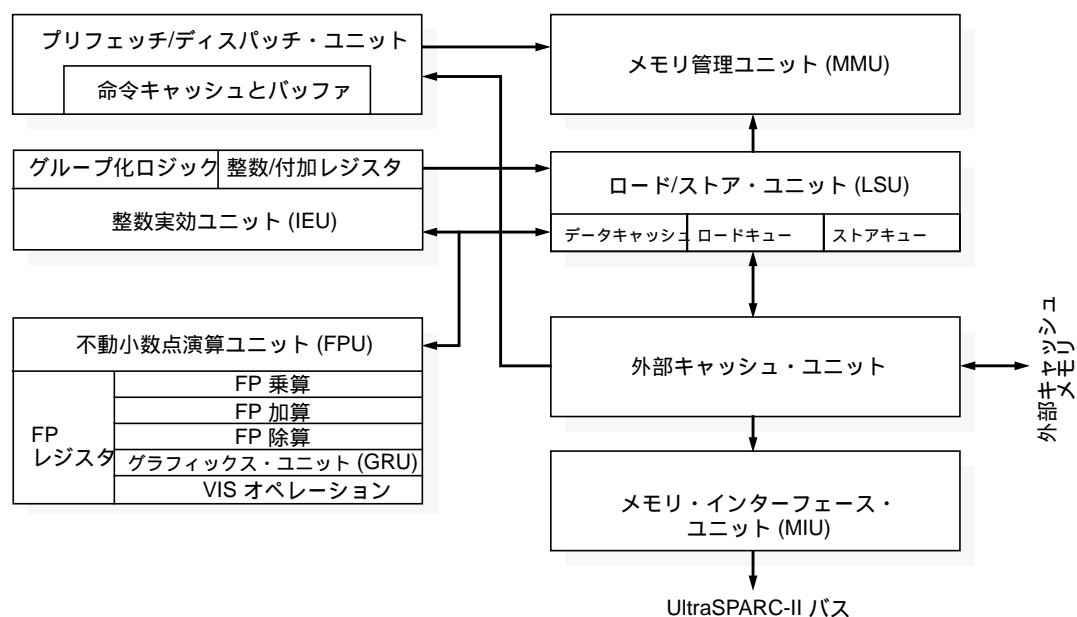 プリフェッチ/ディスパッチ・ユニット
命令キャッシュとバッファ
メモリ管理ユニット (MMU)
グループ化ロジック
整数/付加レジスタ
整数実効ユニット (IEU)
ロード/ストア・ユニット (LSU)
データキャッシュ
ロードキュー
ストアキュー
不動小数点演算ユニット (FPU)
FP
レジスタ
FP 乗算
FP 加算
FP 除算
グラフィックス・ユニット (GRU)
VIS オペレーション
外部キャッシュ・ユニット
外部キャッシュ
メモリ
メモリ・インターフェース・
ユニット (MIU)
UltraSPARC-II バス